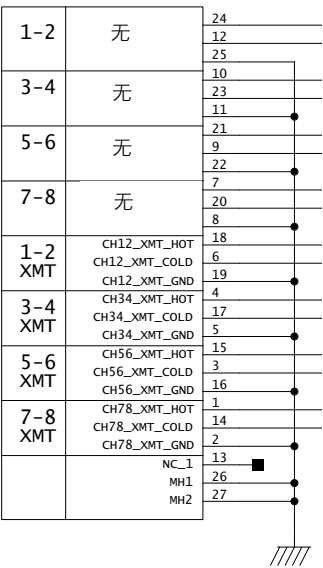 1-2 无 24
12
25
3-4 无 10
23
11
5-6 无 21
9
22
7-8 无 7
20
8
1-2 XMT CH12_XMT_HOT 18
CH12_XMT_COLD 6
CH12_XMT_GND 19
3-4 XMT CH34_XMT_HOT 4
CH34_XMT_COLD 17
CH34_XMT_GND 5
5-6 XMT CH56_XMT_HOT 15
CH56_XMT_COLD 3
CH56_XMT_GND 16
7-8 XMT CH78_XMT_HOT 1
CH78_XMT_COLD 14
CH78_XMT_GND 2
NC_1 13
MH1 26
MH2 27